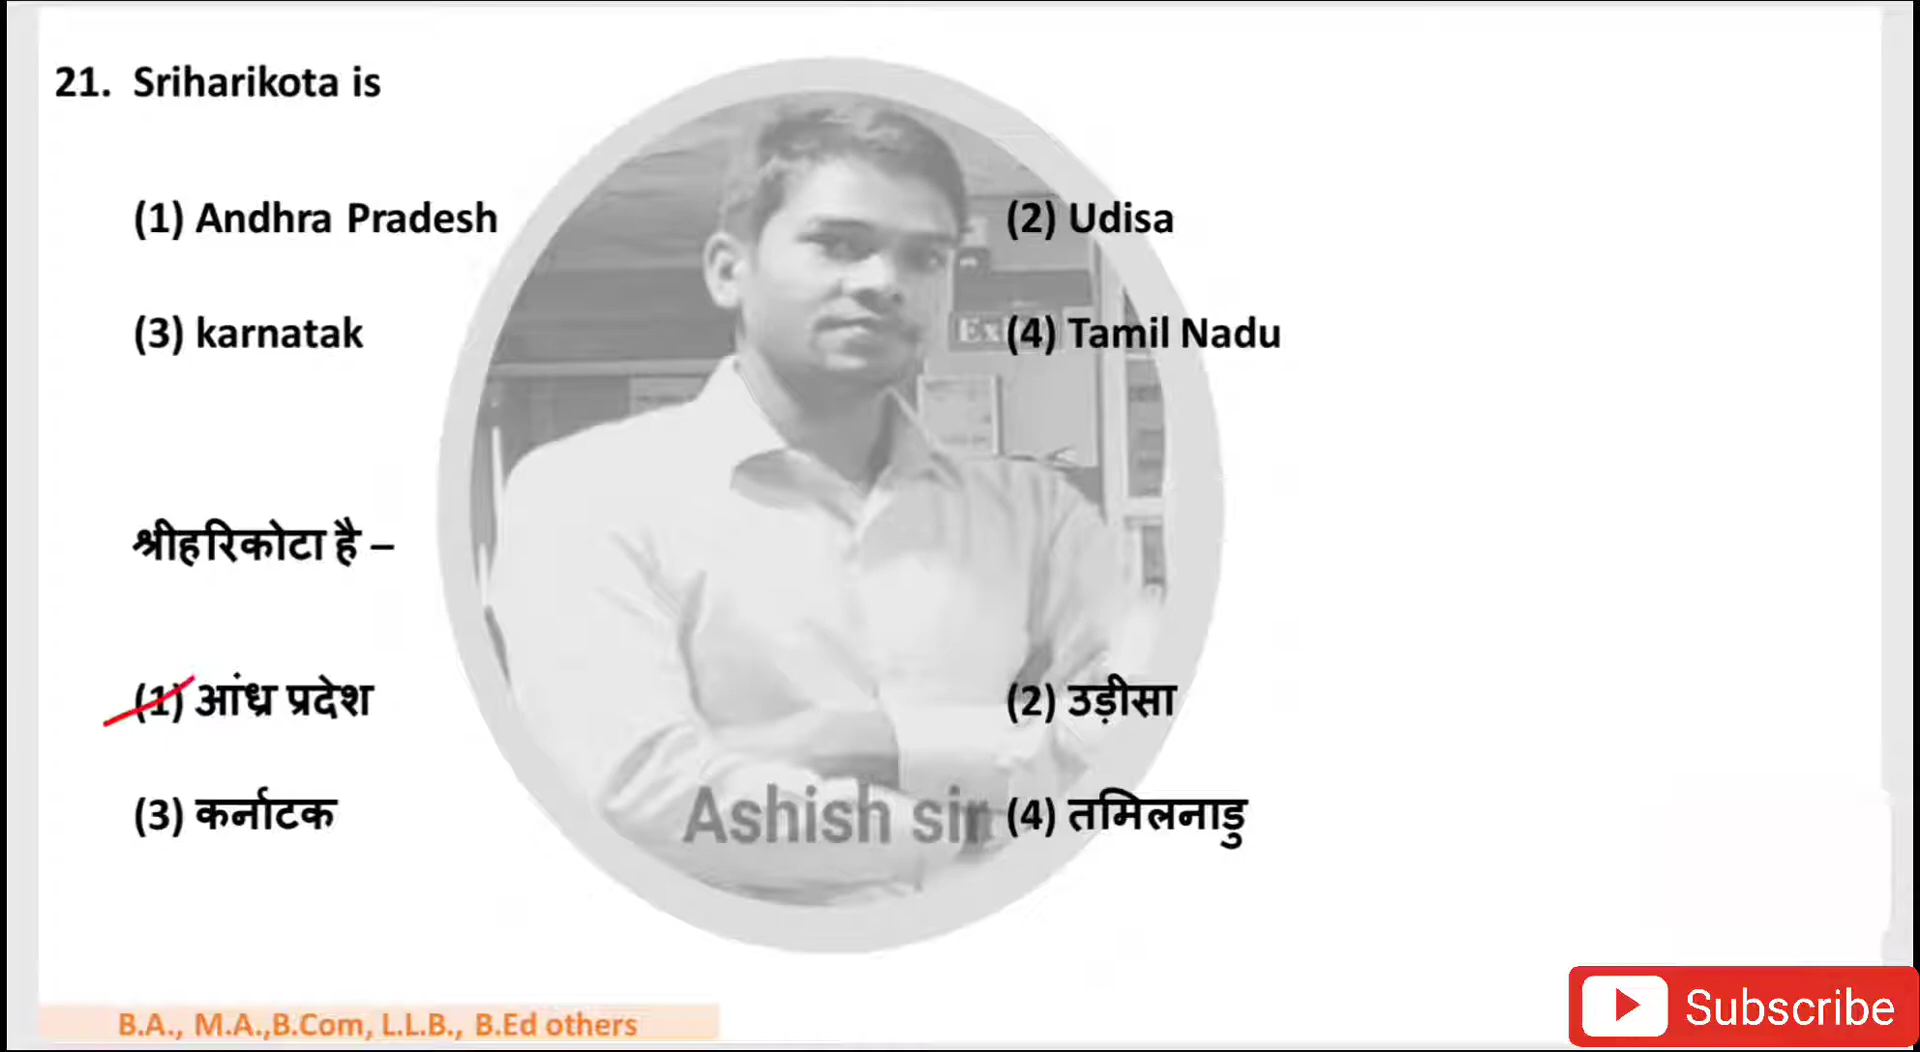 21. Sriharikota is
(1) Andhra Pradesh (2) Udisa
(3) karnatak (4) Tamil Nadu
श्रीहरिकोटा है –
(1) आंध्र प्रदेश (2) उड़ीसा
(3) कर्नाटक (4) तमिलनाडु
Ashish sir
B.A., M.A.,B.Com, L.L.B., B.Ed others
Subscribe